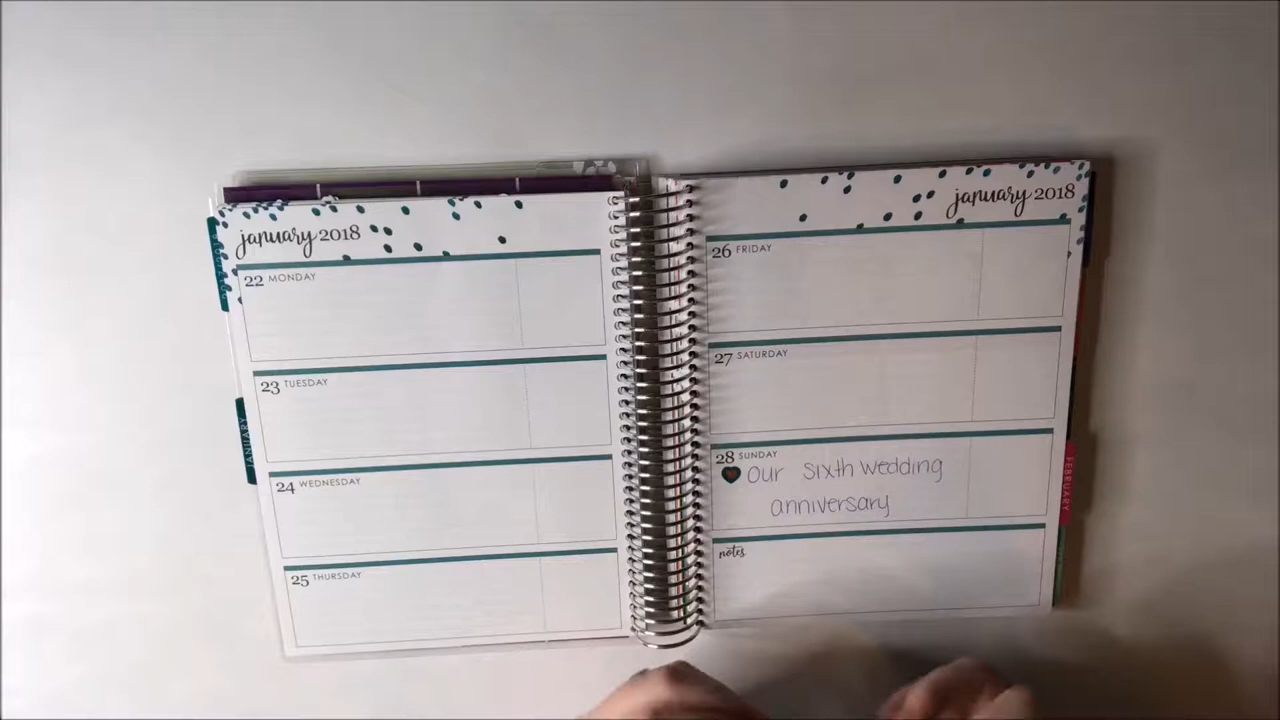 january 2018
22 MONDAY
23 TUESDAY
24 WEDNESDAY
25 THURSDAY
JANUARY
january 2018
26 FRIDAY
27 SATURDAY
28 SUNDAY
our sixth wedding
anniversary
notes
FEBRUARY